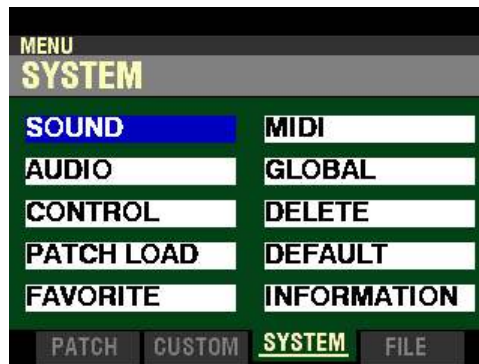 MENU
SYSTEM
SOUND
MIDI
AUDIO
GLOBAL
CONTROL
DELETE
PATCH LOAD
DEFAULT
FAVORITE
INFORMATION
PATCH CUSTOM SYSTEM FILE